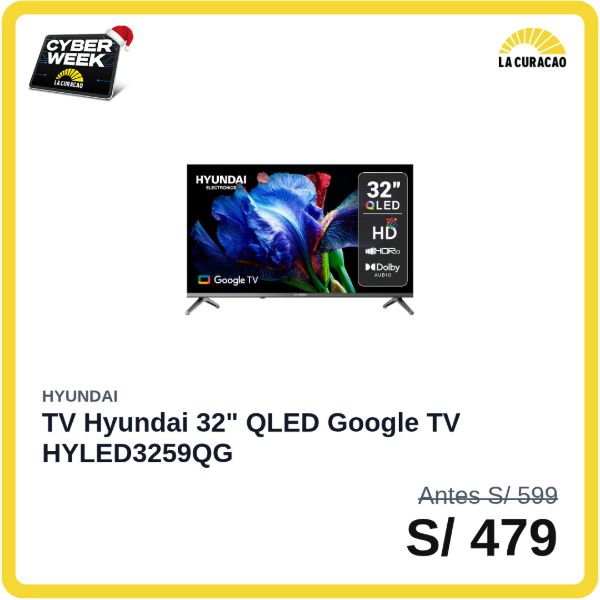 CYBER
WEEK
LA CURACAO
LA CURACAO
HYUNDAI
ELECTRONICS
32"
QLED
HD
HDR10
Dolby
AUDIO
Google TV
HYUNDAI
TV Hyundai 32" QLED Google TV
HYLED3259QG
Antes S/ 599
S/ 479